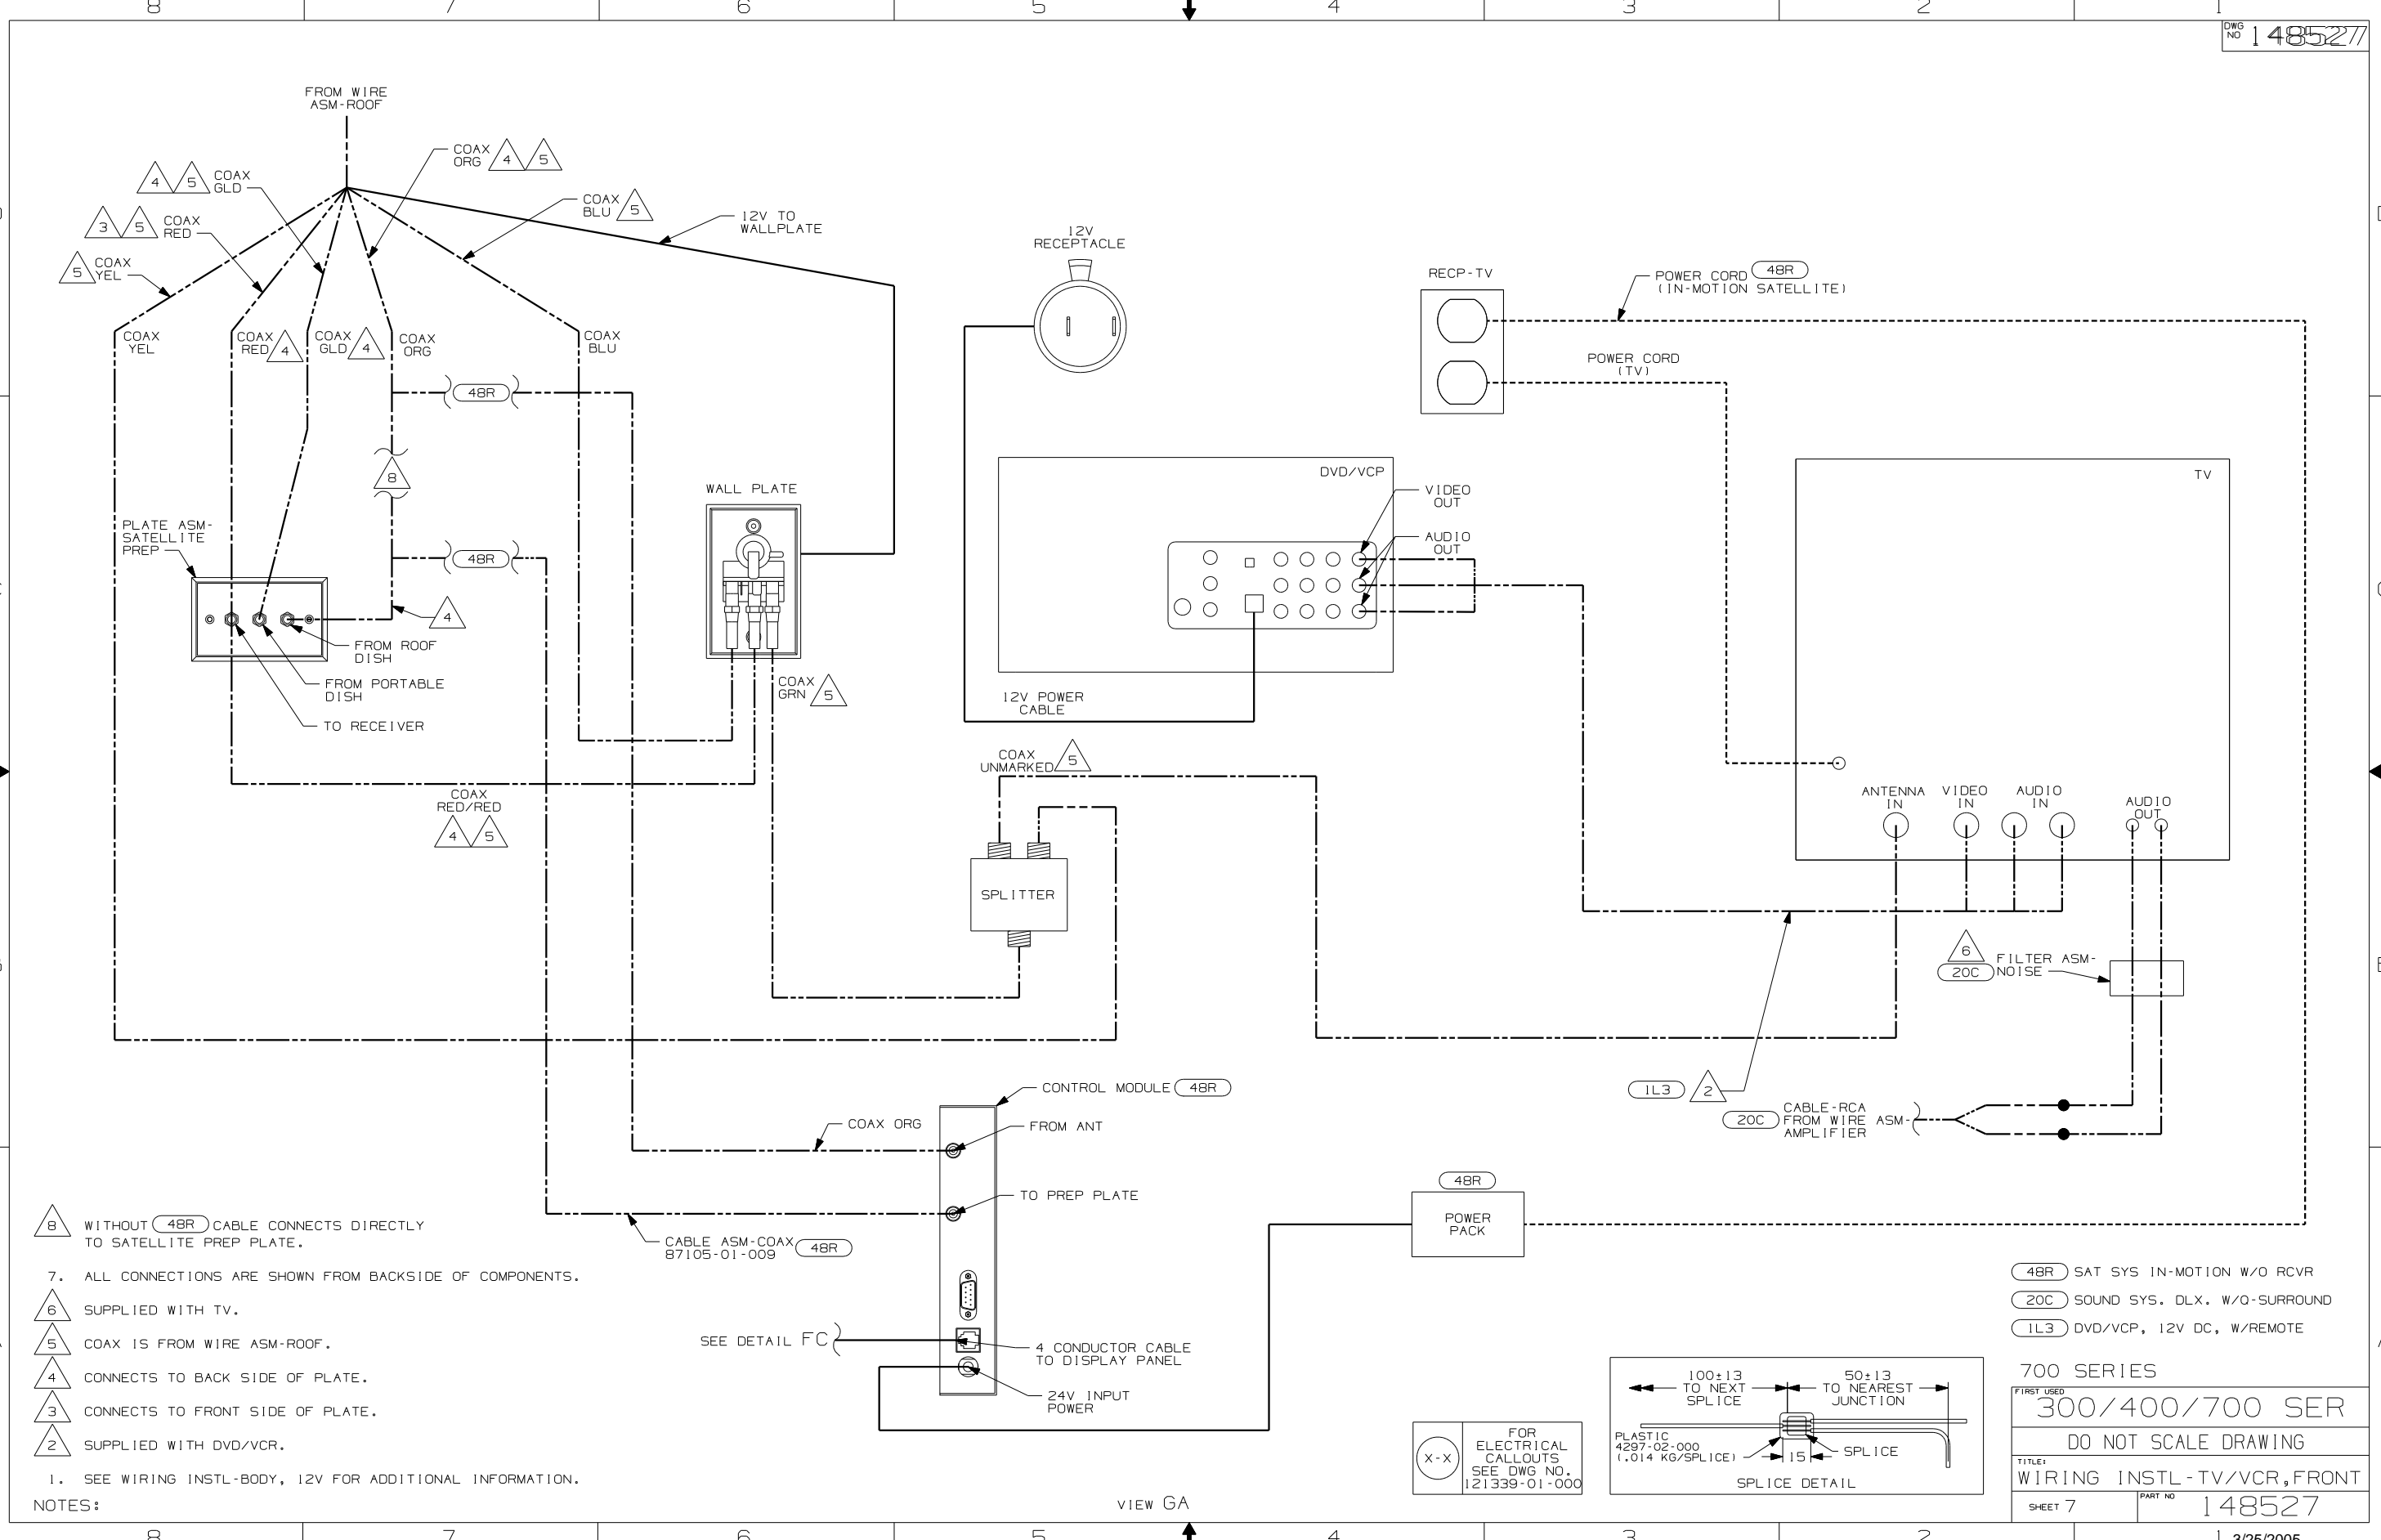 8 7 6 5 4 3 2 1
DWG NO 148527
FROM WIRE
ASM-ROOF
COAX
ORG 4 5
4 5 COAX
GLD
3 5 COAX
RED
5 COAX
YEL
COAX
BLU 5
12V TO
WALLPLATE
COAX
YEL
COAX
RED 4
COAX
GLD 4
COAX
ORG
COAX
BLU
48R
8
48R
4
PLATE ASM-
SATELLITE
PREP
FROM ROOF
DISH
FROM PORTABLE
DISH
TO RECEIVER
WALL PLATE
COAX
GRN 5
COAX
RED/RED
4 5
12V
RECEPTACLE
RECP-TV
POWER CORD 48R
(IN-MOTION SATELLITE)
POWER CORD
(TV)
DVD/VCP
VIDEO
OUT
AUDIO
OUT
12V POWER
CABLE
TV
ANTENNA
IN
VIDEO
IN
AUDIO
IN
AUDIO
OUT
COAX
UNMARKED 5
SPLITTER
6
20C FILTER ASM-
NOISE
1L3 2
20C CABLE-RCA
FROM WIRE ASM-
AMPLIFIER
CONTROL MODULE 48R
COAX ORG
FROM ANT
TO PREP PLATE
CABLE ASM-COAX
87105-01-009 48R
48R
POWER
PACK
SEE DETAIL FC
4 CONDUCTOR CABLE
TO DISPLAY PANEL
24V INPUT
POWER
8 WITHOUT 48R CABLE CONNECTS DIRECTLY
TO SATELLITE PREP PLATE.
7. ALL CONNECTIONS ARE SHOWN FROM BACKSIDE OF COMPONENTS.
6 SUPPLIED WITH TV.
5 COAX IS FROM WIRE ASM-ROOF.
4 CONNECTS TO BACK SIDE OF PLATE.
3 CONNECTS TO FRONT SIDE OF PLATE.
2 SUPPLIED WITH DVD/VCR.
1. SEE WIRING INSTL-BODY, 12V FOR ADDITIONAL INFORMATION.
NOTES:
VIEW GA
X-X
FOR
ELECTRICAL
CALLOUTS
SEE DWG NO.
121339-01-000
100±13
TO NEXT
SPLICE
50±13
TO NEAREST
JUNCTION
PLASTIC
4297-02-000
(.014 KG/SPLICE)
15
SPLICE
SPLICE DETAIL
48R SAT SYS IN-MOTION W/O RCVR
20C SOUND SYS. DLX. W/Q-SURROUND
1L3 DVD/VCP, 12V DC, W/REMOTE
700 SERIES
FIRST USED
300/400/700 SER
DO NOT SCALE DRAWING
TITLE:
WIRING INSTL-TV/VCR,FRONT
SHEET 7
PART NO 148527
8 7 6 5 4 3 2 1
3/25/2005